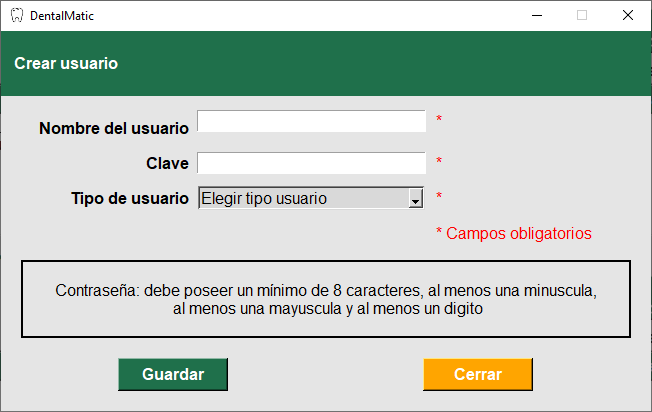 DentalMatic
Crear usuario
Nombre del usuario *
Clave *
Tipo de usuario Elegir tipo usuario *
* Campos obligatorios
Contraseña: debe poseer un mínimo de 8 caracteres, al menos una minuscula,
al menos una mayuscula y al menos un digito
Guardar Cerrar